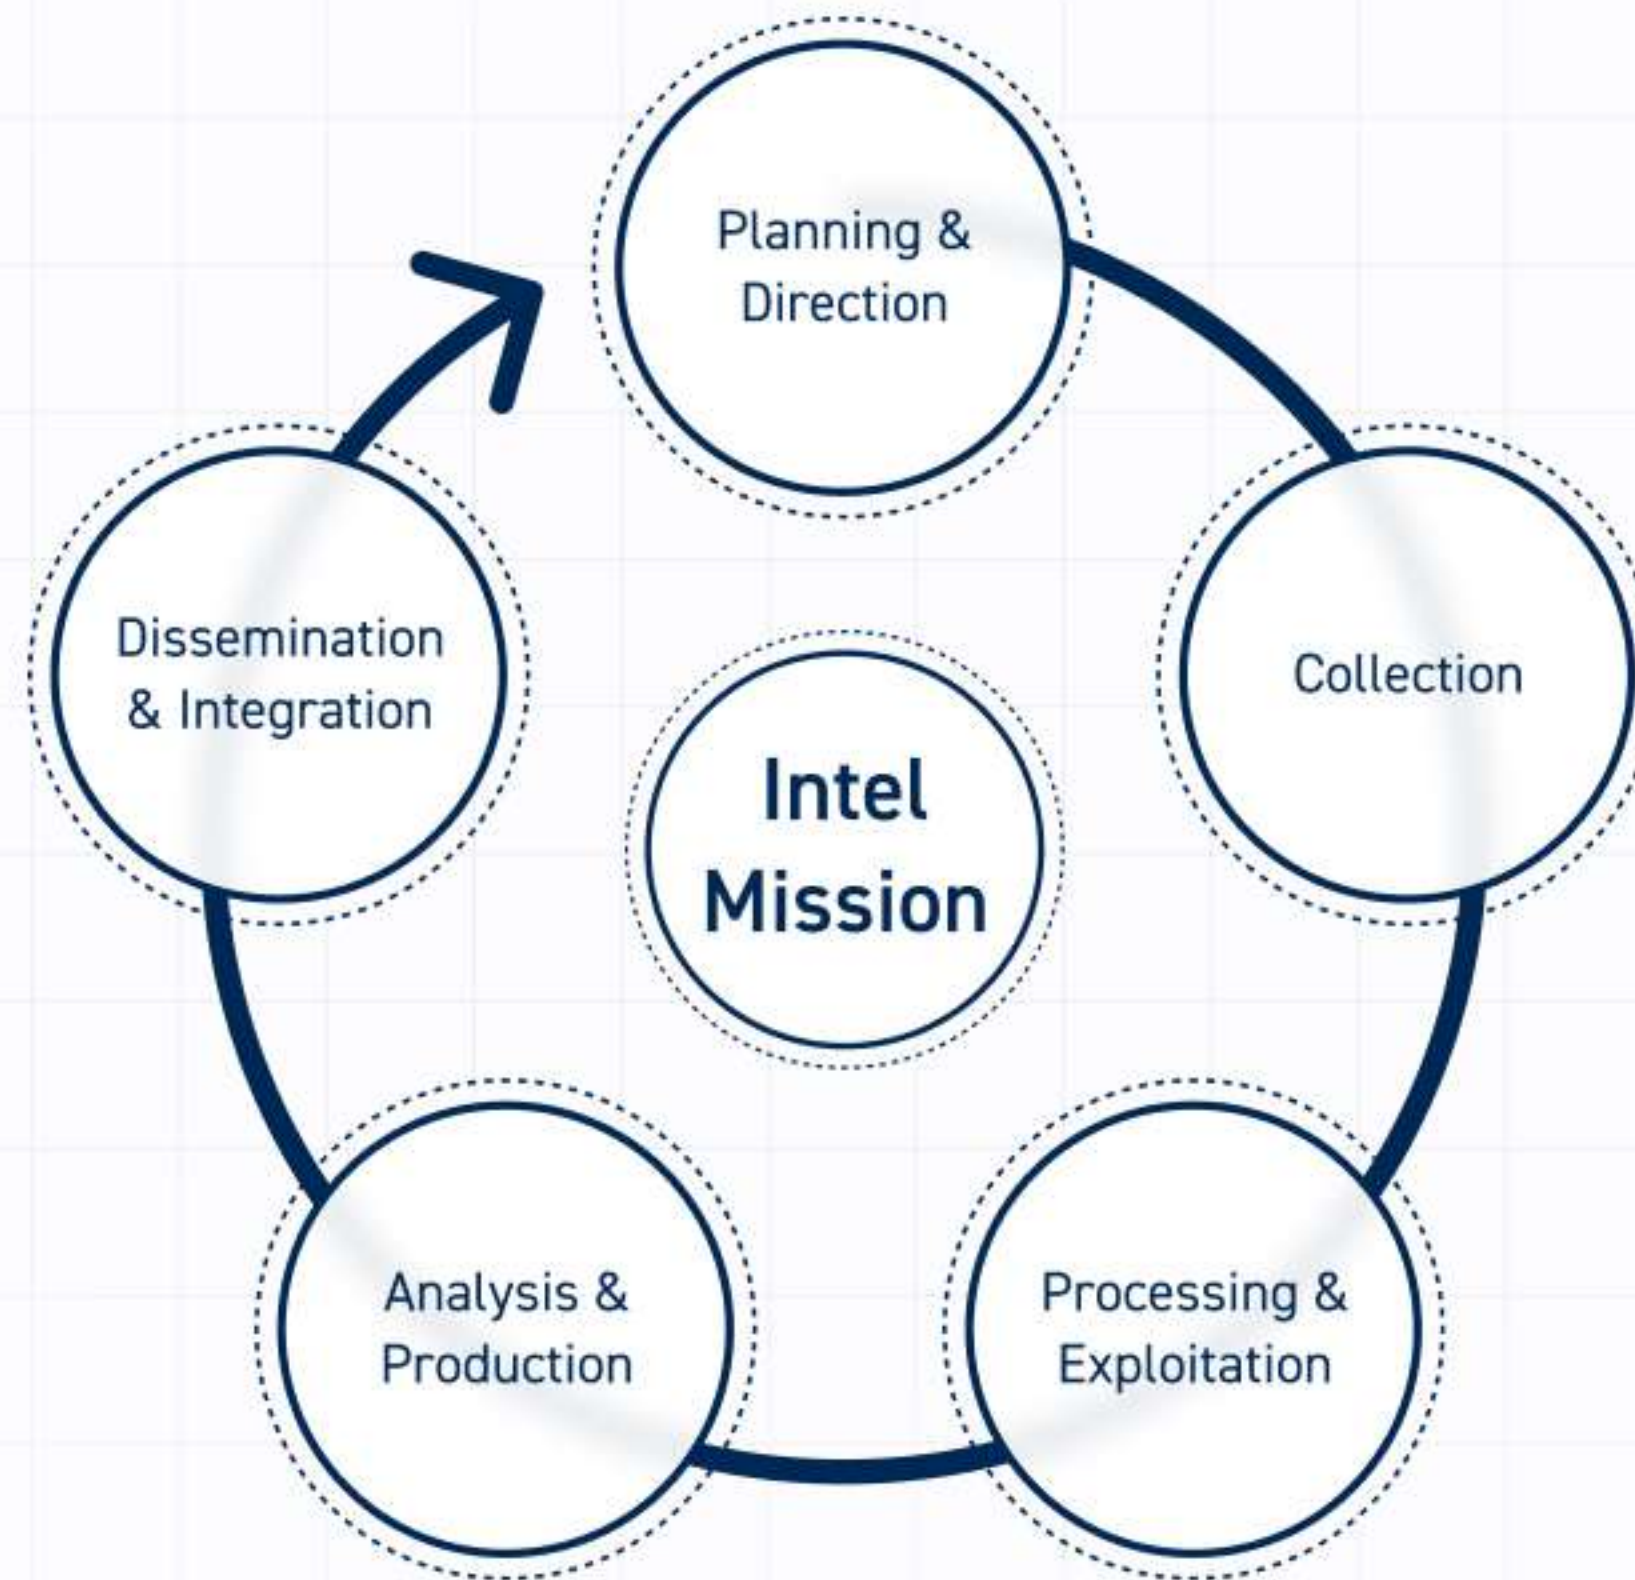 Planning &
Direction
Collection
Processing &
Exploitation
Analysis &
Production
Dissemination
& Integration
Intel
Mission